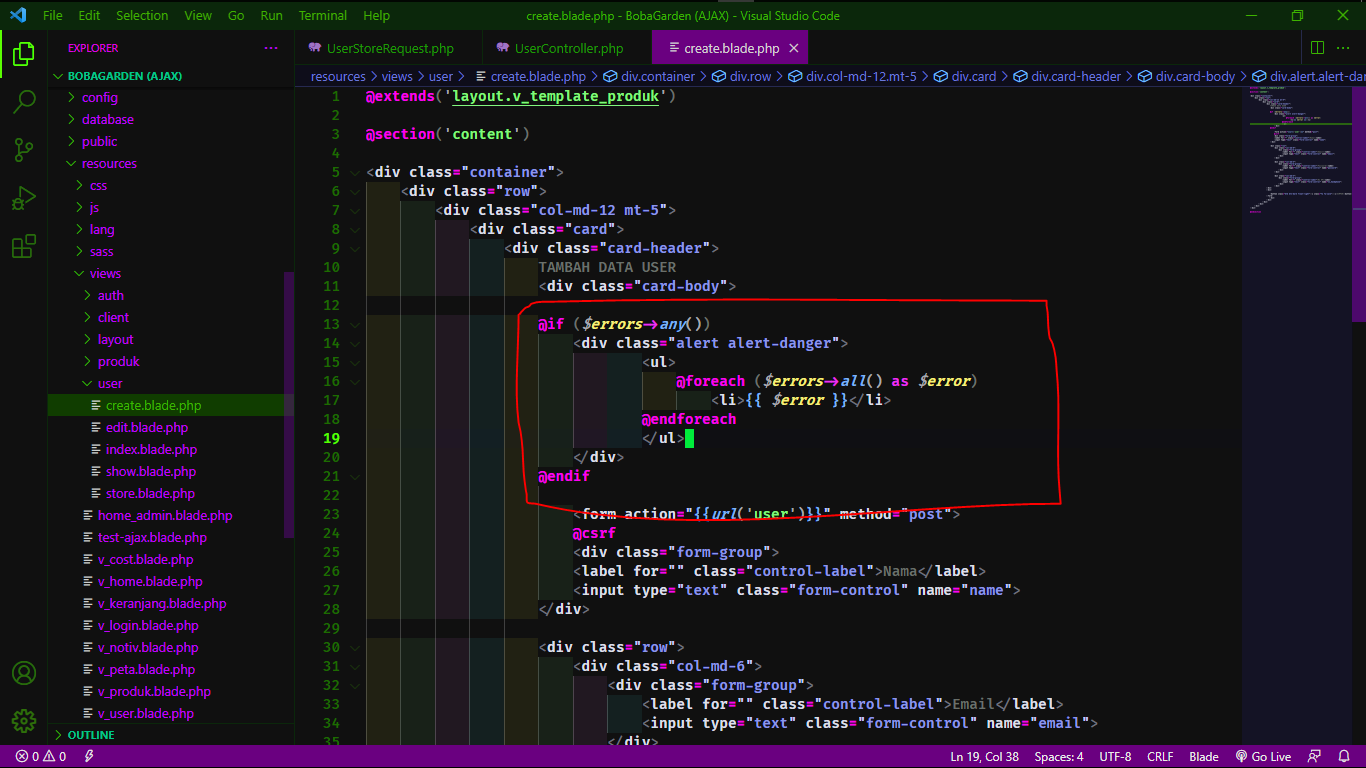 File Edit Selection View Go Run Terminal Help create.blade.php - BobaGarden (AJAX) - Visual Studio Code
EXPLORER ···
UserStoreRequest.php UserController.php create.blade.php
BOBAGARDEN (AJAX)
resources > views > user > create.blade.php > div.container > div.row > div.col-md-12.mt-5 > div.card > div.card-header > div.card-body > div.alert.alert-dan
config
database
public
resources
css
js
lang
sass
views
auth
client
layout
produk
user
create.blade.php
edit.blade.php
index.blade.php
show.blade.php
store.blade.php
home_admin.blade.php
test-ajax.blade.php
v_cost.blade.php
v_home.blade.php
v_keranjang.blade.php
v_login.blade.php
v_notiv.blade.php
v_peta.blade.php
v_produk.blade.php
v_user.blade.php
OUTLINE
1 @extends('layout.v_template_produk')
2
3 @section('content')
4
5 <div class="container">
6 <div class="row">
7 <div class="col-md-12 mt-5">
8 <div class="card">
9 <div class="card-header">
10 TAMBAH DATA USER
11 <div class="card-body">
12
13 @if ($errors->any())
14 <div class="alert alert-danger">
15 <ul>
16 @foreach ($errors->all() as $error)
17 <li>{{ $error }}</li>
18 @endforeach
19 </ul>
20 </div>
21 @endif
22
23 <form action="{{url('user')}}" method="post">
24 @csrf
25 <div class="form-group">
26 <label for="" class="control-label">Nama</label>
27 <input type="text" class="form-control" name="name">
28 </div>
29
30 <div class="row">
31 <div class="col-md-6">
32 <div class="form-group">
33 <label for="" class="control-label">Email</label>
34 <input type="text" class="form-control" name="email">
35 </div>
0 0 Ln 19, Col 38 Spaces: 4 UTF-8 CRLF Blade Go Live